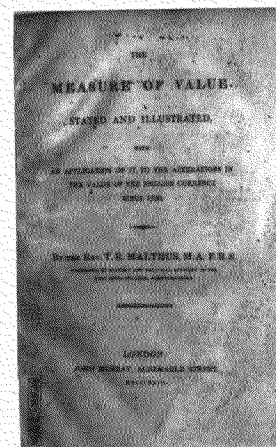 THE
MEASURE OF VALUE
STATED AND ILLUSTRATED,
WITH
AN APPLICATION OF IT TO THE ALTERATIONS IN
THE VALUE OF THE ENGLISH CURRENCY
SINCE 1790.
BY THE REV. T. R. MALTHUS, M.A. F.R.S.
LONDON
JOHN MURRAY, ALBEMARLE STREET